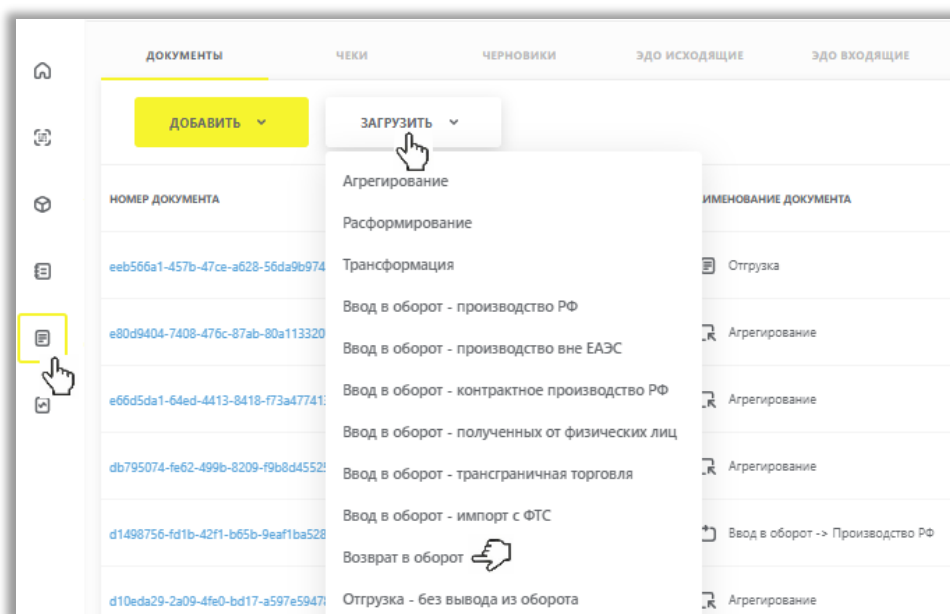 ДОКУМЕНТЫ ЧЕКИ ЧЕРНОВИКИ ЭДО ИСХОДЯЩИЕ ЭДО ВХОДЯЩИЕ
ДОБАВИТЬ ЗАГРУЗИТЬ
Агрегирование
НОМЕР ДОКУМЕНТА ИМЕНОВАНИЕ ДОКУМЕНТА
Расформирование
eeb566a1-457b-47ce-a628-56da9b974 Трансформация Отгрузка
Ввод в оборот - производство РФ
e80d9404-7408-476c-87ab-80a113320 Агрегирование
Ввод в оборот - производство вне ЕАЭС
e66d5da1-64ed-4413-8418-f73a47741 Ввод в оборот - контрактное производство РФ Агрегирование
Ввод в оборот - полученных от физических лиц
db795074-fe62-499b-8209-f9b8d4552 Ввод в оборот - трансграничная торговля Агрегирование
Ввод в оборот - импорт с ФТС
d1498756-fd1b-42f1-b65b-9eaf1ba528 Ввод в оборот -> Производство РФ
Возврат в оборот
d10eda29-2a09-4fe0-bd17-a597e5947 Отгрузка - без вывода из оборота Агрегирование